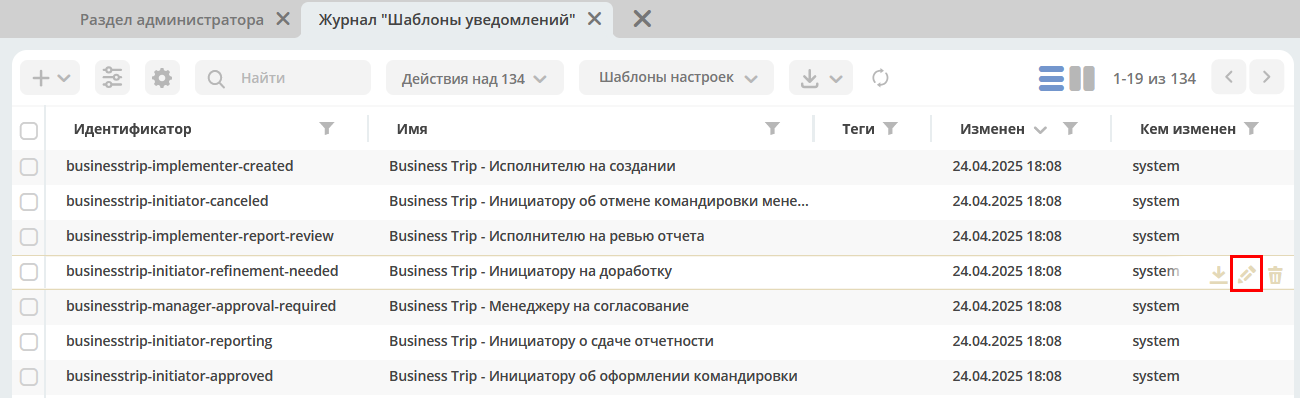 Раздел администратора Журнал "Шаблоны уведомлений"
Найти Действия над 134 Шаблоны настроек 1-19 из 134
Идентификатор Имя Теги Изменен Кем изменен
businesstrip-implementer-created Business Trip - Исполнителю на создании 24.04.2025 18:08 system
businesstrip-initiator-canceled Business Trip - Инициатору об отмене командировки мене... 24.04.2025 18:08 system
businesstrip-implementer-report-review Business Trip - Исполнителю на ревью отчета 24.04.2025 18:08 system
businesstrip-initiator-refinement-needed Business Trip - Инициатору на доработку 24.04.2025 18:08 system
businesstrip-manager-approval-required Business Trip - Менеджеру на согласование 24.04.2025 18:08 system
businesstrip-initiator-reporting Business Trip - Инициатору о сдаче отчетности 24.04.2025 18:08 system
businesstrip-initiator-approved Business Trip - Инициатору об оформлении командировки 24.04.2025 18:08 system